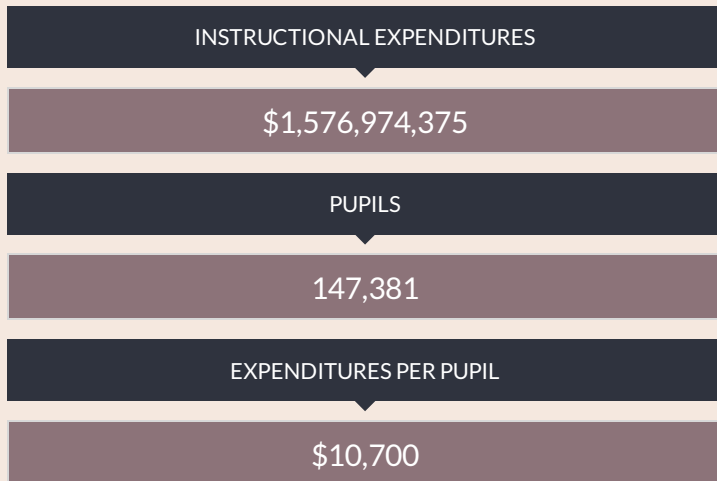 INSTRUCTIONAL EXPENDITURES
$1,576,974,375
PUPILS
147,381
EXPENDITURES PER PUPIL
$10,700